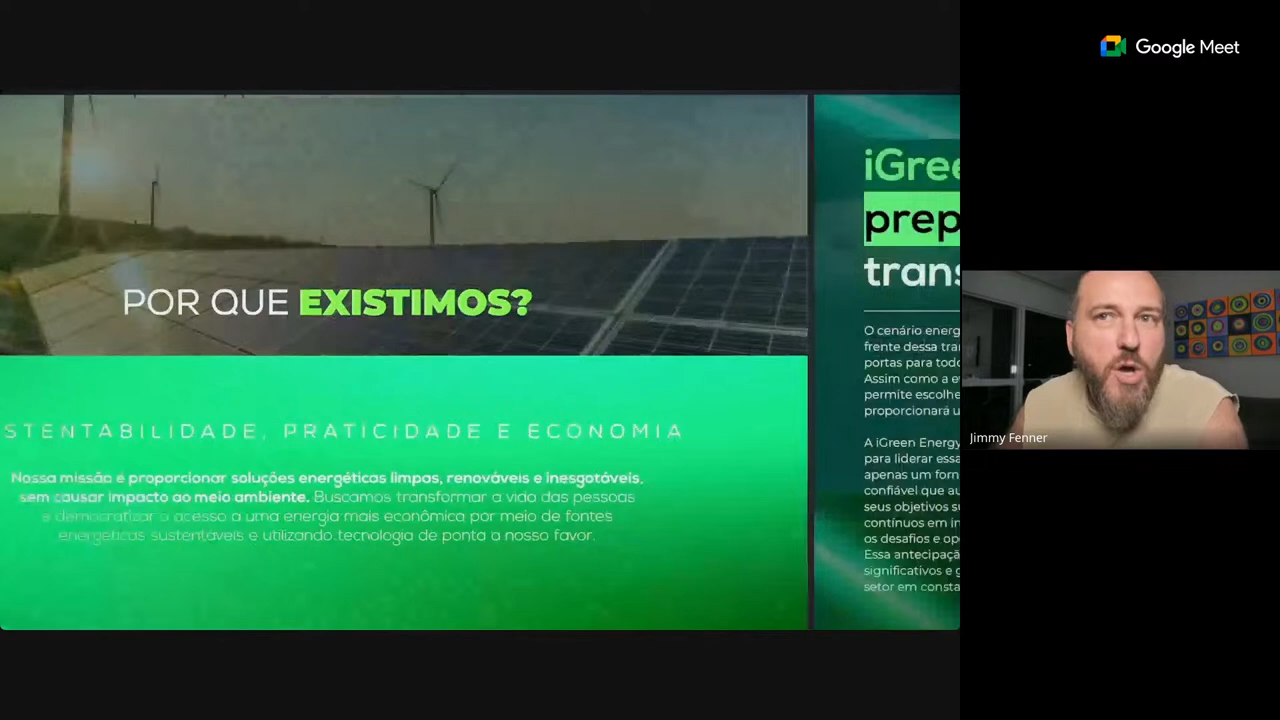 Google Meet
POR QUE EXISTIMOS?
STENTABILIDADE, PRATICIDADE E ECONOMIA
Nossa missão é proporcionar soluções energéticas limpas, renováveis e inesgotáveis,
sem causar impacto ao meio ambiente. Buscamos transformar a vida das pessoas
e democratizar o acesso a uma energia mais econômica por meio de fontes
energéticas sustentáveis e utilizando tecnologia de ponta a nosso favor.
iGree
prep
trans
O cenário energ
frente dessa tran
portas para todo
Assim como a e
permite escolhe
proporcionará u
A iGreen Energy
para liderar essa
apenas um forn
confiável que au
seus objetivos su
contínuos em in
os desafios e op
Essa antecipaçã
significativos e g
setor em consta
Jimmy Fenner